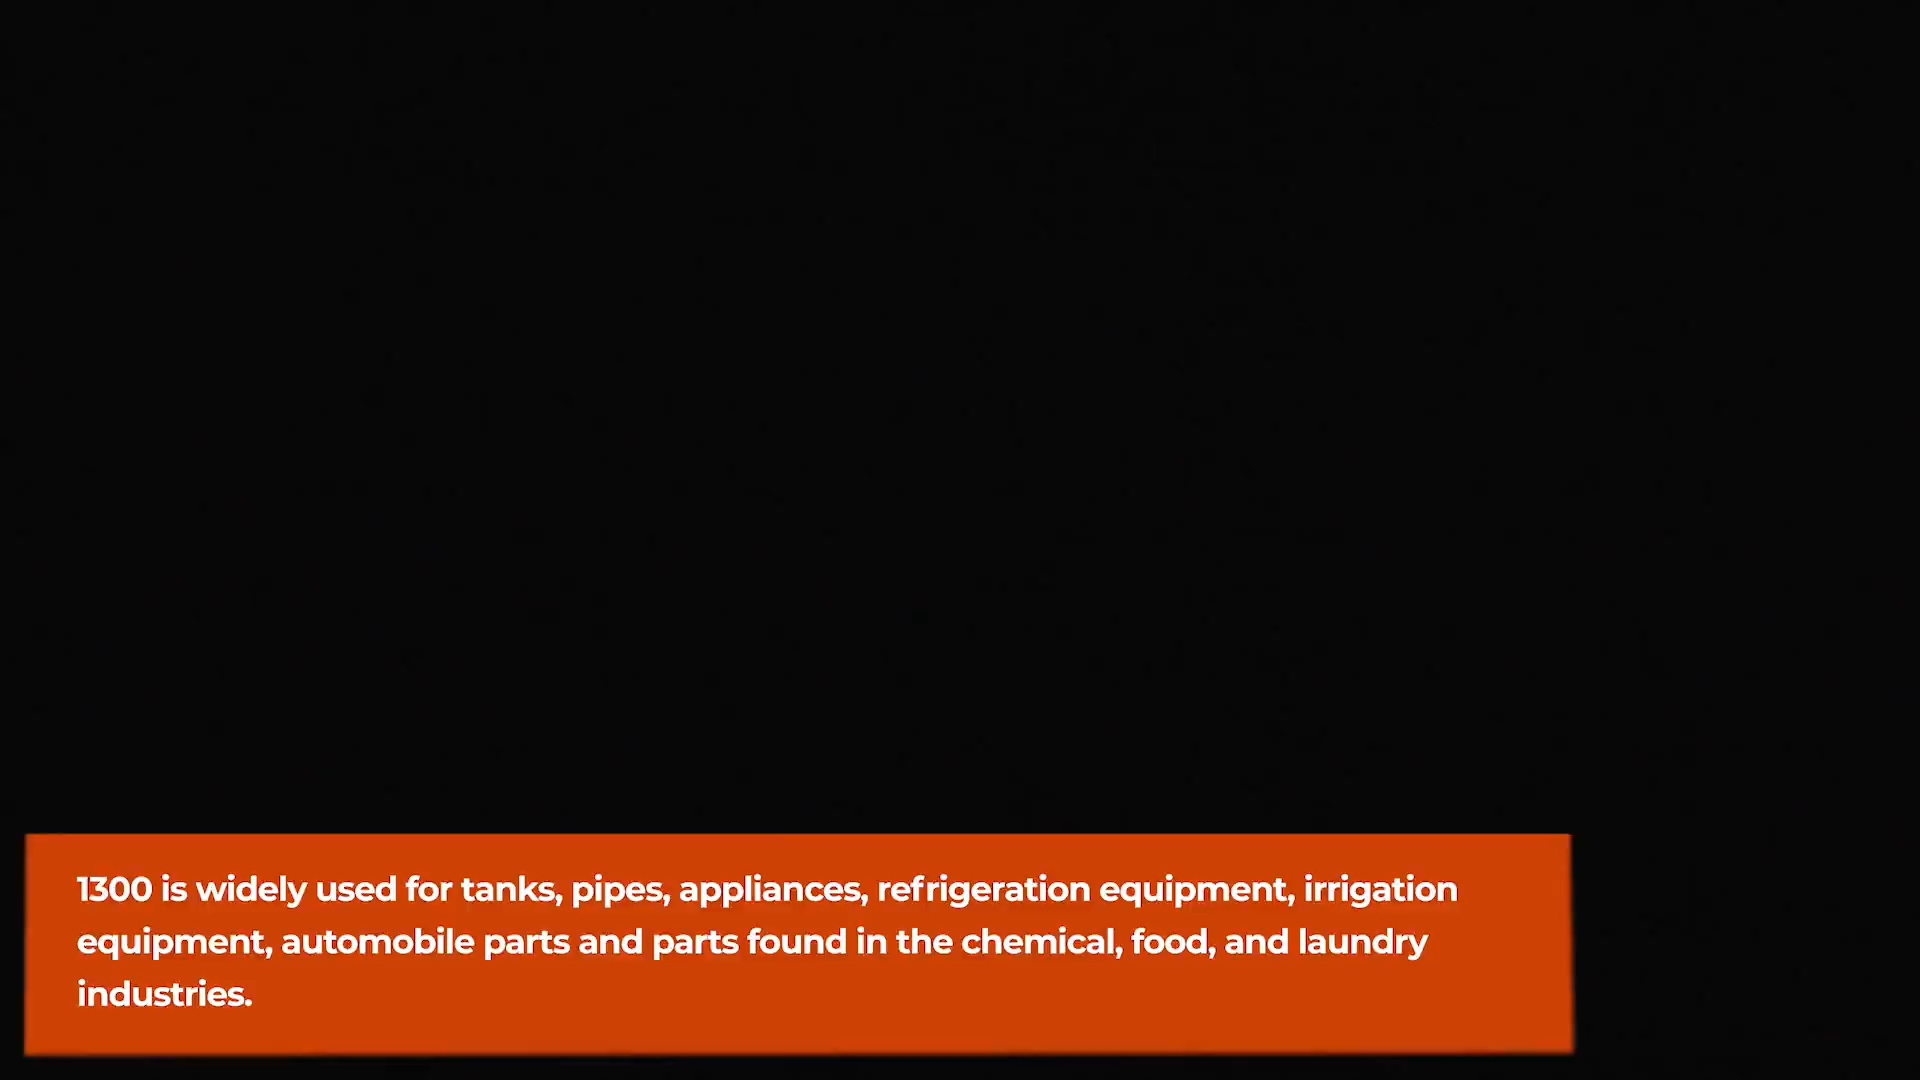 1300 is widely used for tanks, pipes, appliances, refrigeration equipment, irrigation
equipment, automobile parts and parts found in the chemical, food, and laundry
industries.